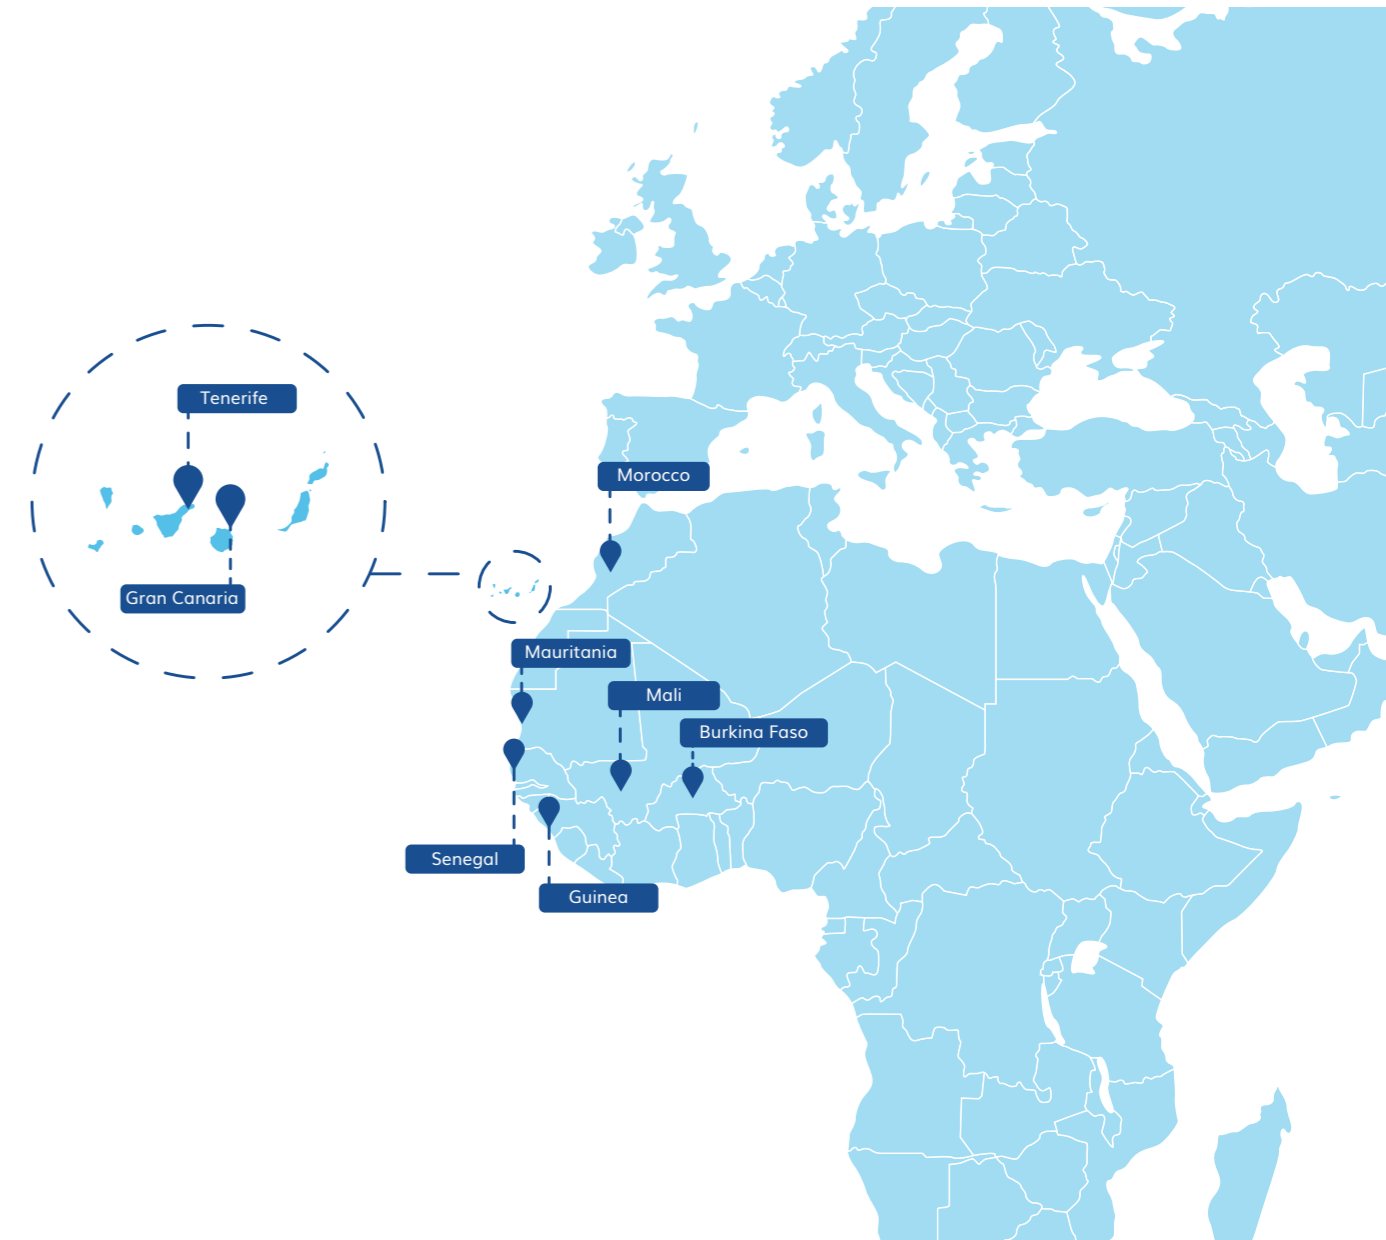 Tenerife
Morocco
Gran Canaria
Mauritania
Mali
Burkina Faso
Senegal
Guinea